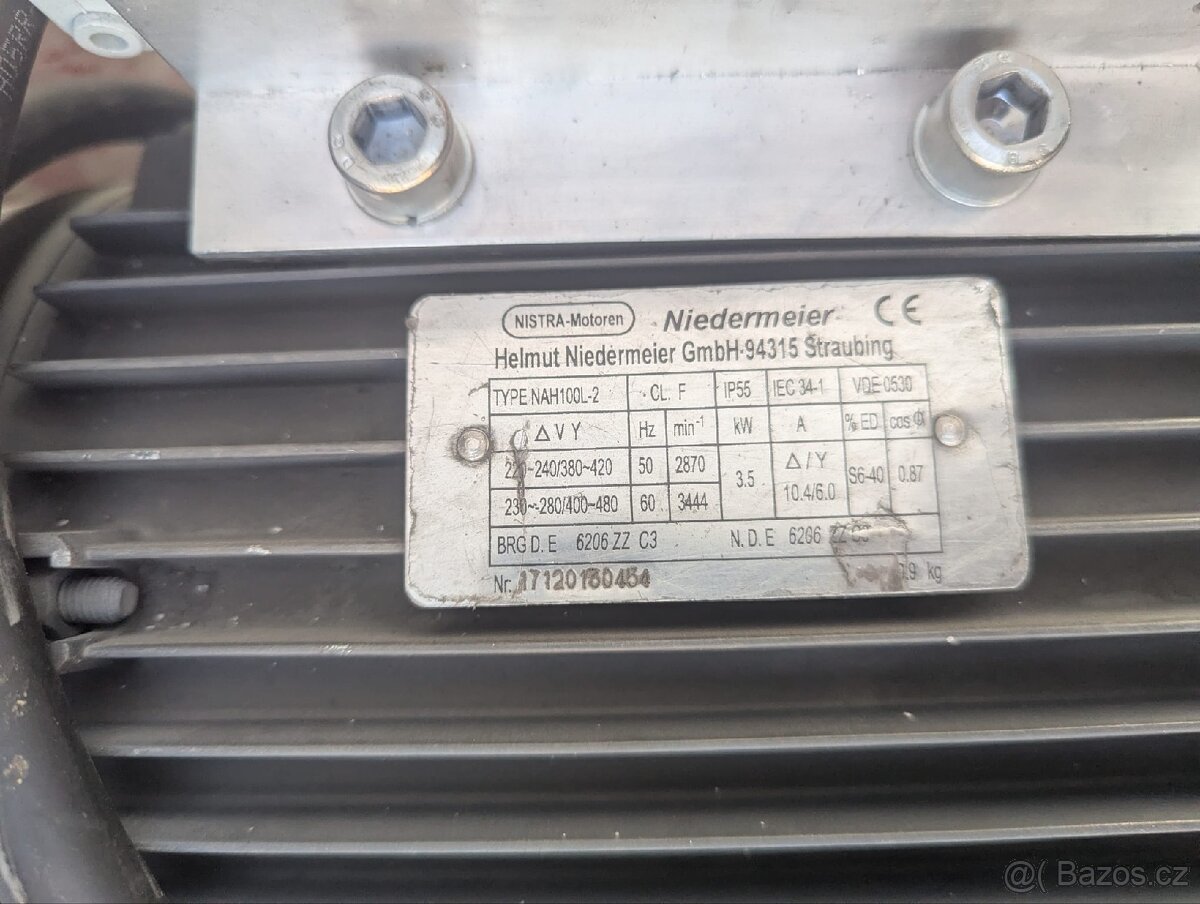 NISTRA-Motoren Niedermeier CE
Helmut Niedermeier GmbH·94315 Straubing
TYPE NAH100L-2 CL. F IP55 IEC 34-1 VDE 0530
Δ V Y Hz min⁻¹ kW A % ED cos Φ
220~240/380~420 50 2870 3.5 Δ/Y 10.4/6.0 S6-40 0.87
230~280/400~480 60 3444
BRG D. E 6206 ZZ C3 N. D. E 6206 ZZ
Nr. 17120180454 kg
@( Bazos.cz